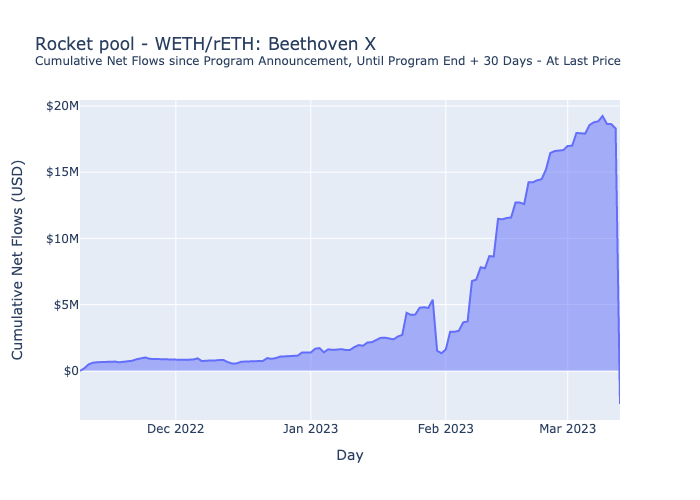 Rocket pool - WETH/rETH: Beethoven X
Cumulative Net Flows since Program Announcement, Until Program End + 30 Days - At Last Price
Cumulative Net Flows (USD)
$20M
$15M
$10M
$5M
$0
Dec 2022
Jan 2023
Feb 2023
Mar 2023
Day